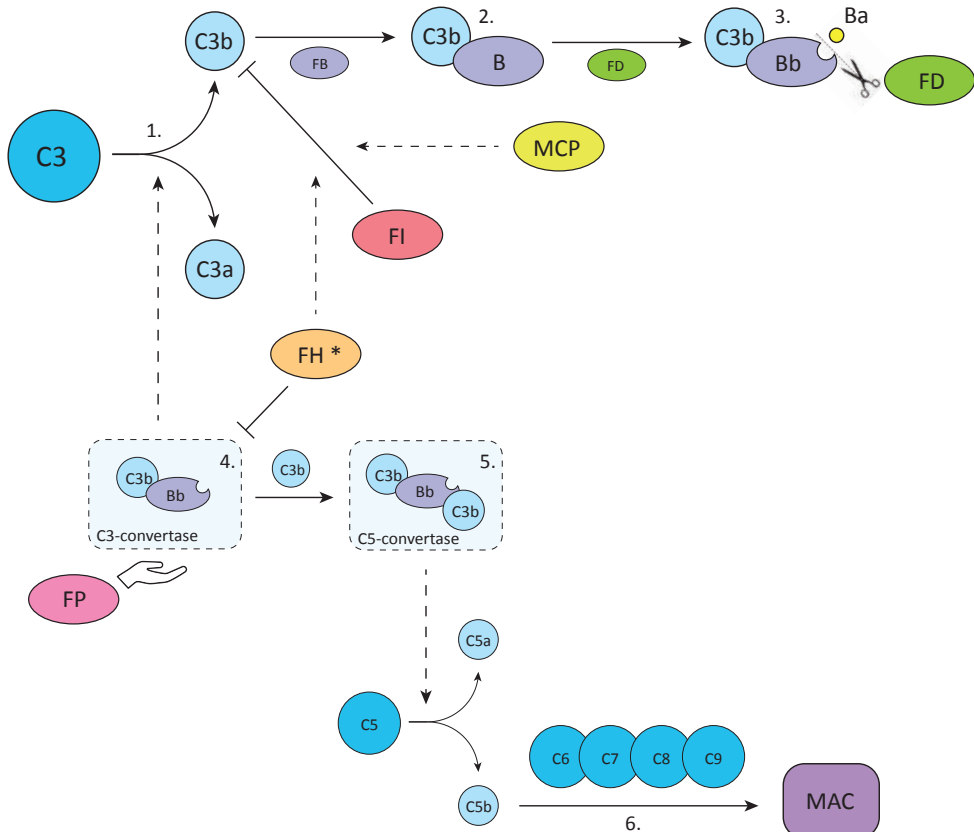 C3b
FB
2.
C3b
B
FD
3.
C3b
Bb
Ba
FD
C3
1.
C3a
MCP
FI
FH *
4.
C3b
Bb
C3-convertase
C3b
5.
C3b
Bb
C3b
C5-convertase
FP
C5a
C5
C5b
C6
C7
C8
C9
6.
MAC